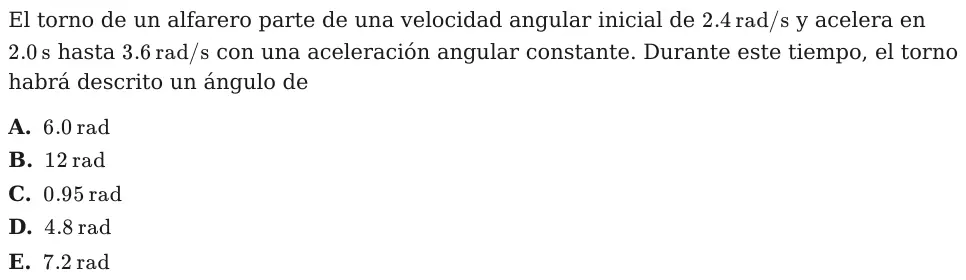 El torno de un alfarero parte de una velocidad angular inicial de 2.4 rad/s y acelera en
2.0 s hasta 3.6 rad/s con una aceleración angular constante. Durante este tiempo, el torno
habrá descrito un ángulo de
A. 6.0 rad
B. 12 rad
C. 0.95 rad
D. 4.8 rad
E. 7.2 rad